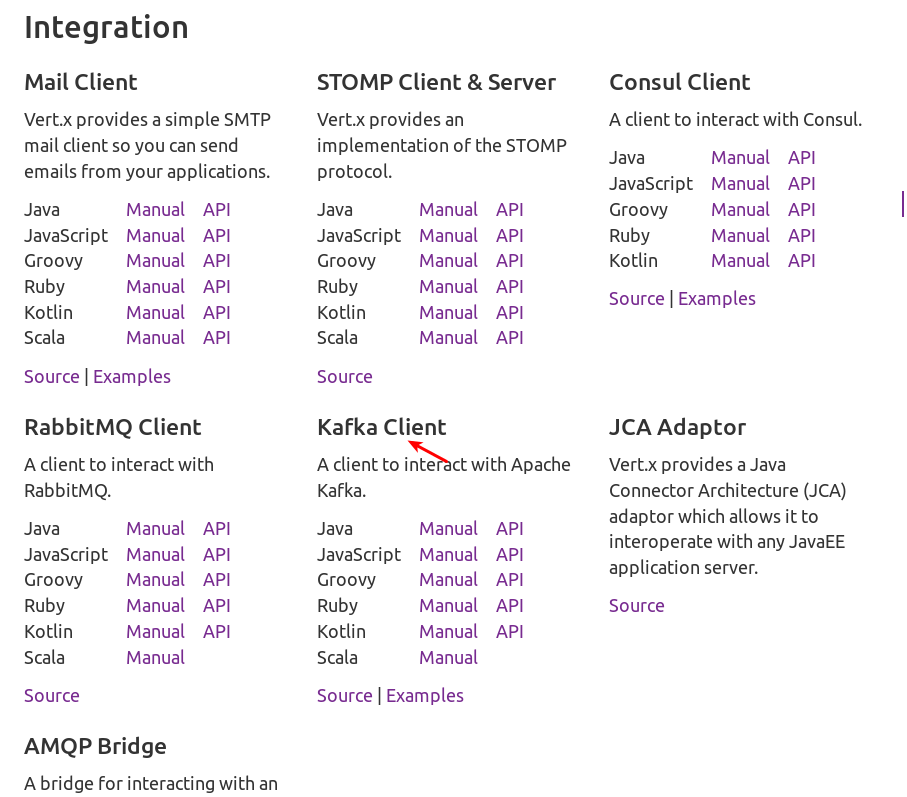 Integration
Mail Client
Vert.x provides a simple SMTP
mail client so you can send
emails from your applications.
Java Manual API
JavaScript Manual API
Groovy Manual API
Ruby Manual API
Kotlin Manual API
Scala Manual API
Source | Examples
STOMP Client & Server
Vert.x provides an
implementation of the STOMP
protocol.
Java Manual API
JavaScript Manual API
Groovy Manual API
Ruby Manual API
Kotlin Manual API
Scala Manual API
Source
Consul Client
A client to interact with Consul.
Java Manual API
JavaScript Manual API
Groovy Manual API
Ruby Manual API
Kotlin Manual API
Source | Examples
RabbitMQ Client
A client to interact with
RabbitMQ.
Java Manual API
JavaScript Manual API
Groovy Manual API
Ruby Manual API
Kotlin Manual API
Scala Manual
Source
Kafka Client
A client to interact with Apache
Kafka.
Java Manual API
JavaScript Manual API
Groovy Manual API
Ruby Manual API
Kotlin Manual API
Scala Manual
Source | Examples
JCA Adaptor
Vert.x provides a Java
Connector Architecture (JCA)
adaptor which allows it to
interoperate with any JavaEE
application server.
Source
AMQP Bridge
A bridge for interacting with an